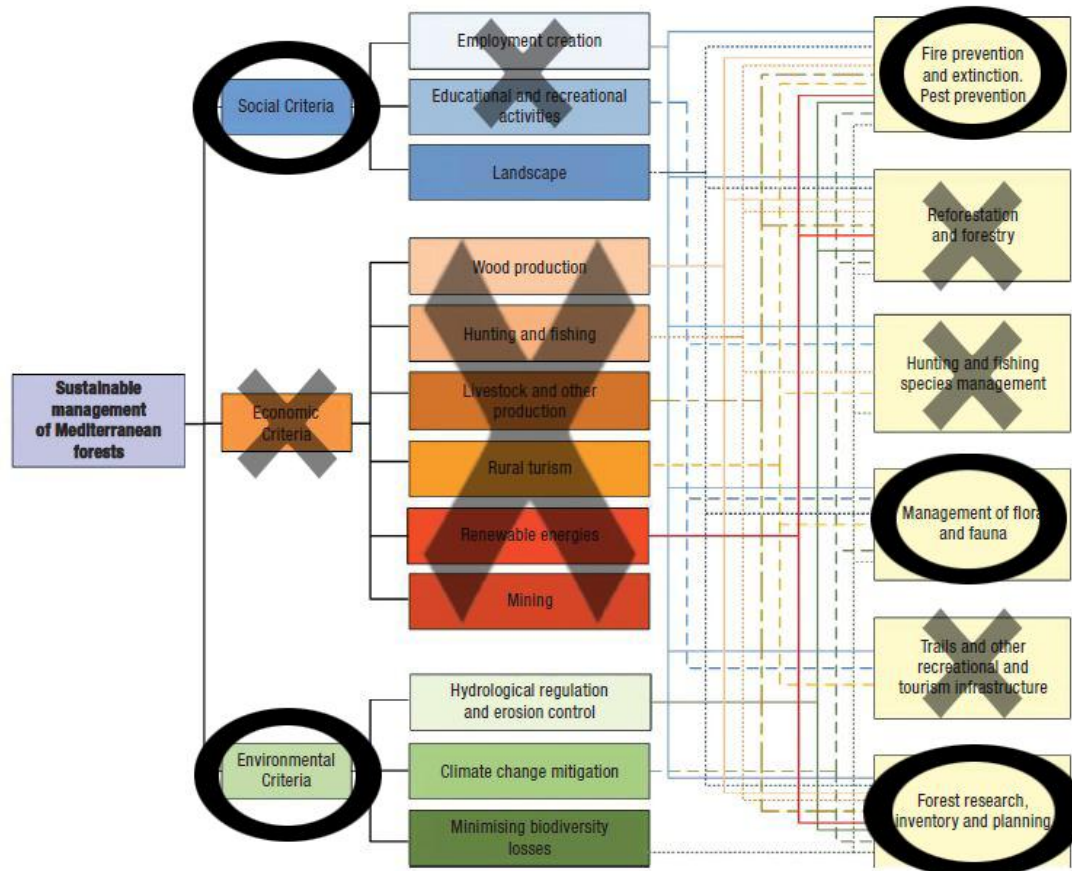 Sustainable
management
of Mediterranean
forests
Social Criteria
Economic
Criteria
Environmental
Criteria
Employment creation
Educational and recreational
activities
Landscape
Wood production
Hunting and fishing
Livestock and other
production
Rural turism
Renewable energies
Mining
Hydrological regulation
and erosion control
Climate change mitigation
Minimising biodiversity
losses
Fire prevention
and extinction.
Pest prevention
Reforestation
and forestry
Hunting and fishing
species management
Management of flora
and fauna
Trails and other
recreational and
tourism infrastructure
Forest research,
inventory and planning